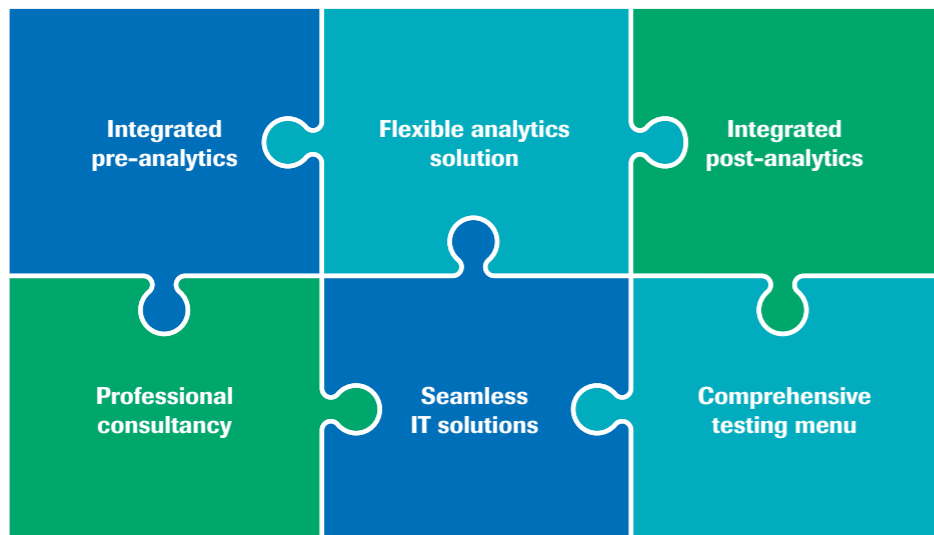 Integrated
pre-analytics
Flexible analytics
solution
Integrated
post-analytics
Professional
consultancy
Seamless
IT solutions
Comprehensive
testing menu